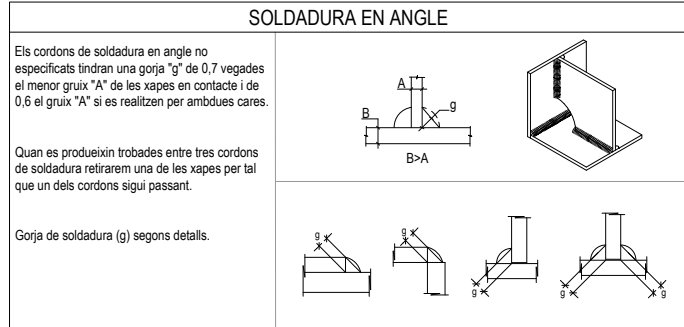 SOLDADURA EN ANGLE
Els cordons de soldadura en angle no
especificats tindran una gorja "g" de 0,7 vegades
el menor gruix "A" de les xapes en contacte i de
0,6 el gruix "A" si es realitzen per ambdues cares.
Quan es produeixin trobades entre tres cordons
de soldadura retirarem una de les xapes per tal
que un dels cordons sigui passant.
Gorja de soldadura (g) segons detalls.
A
g
B
B>A
g
g
g
g
g